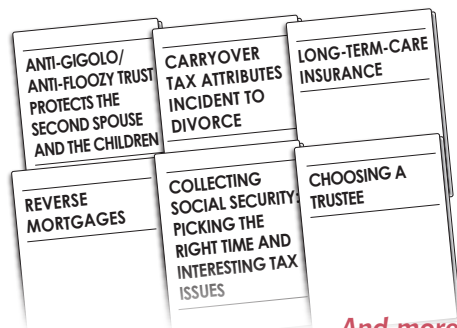 ANTI-GIGOLO/
ANTI-FLOOZY TRUST
PROTECTS THE
SECOND SPOUSE
AND THE CHILDREN
CARRYOVER
TAX ATTRIBUTES
INCIDENT TO
DIVORCE
LONG-TERM-CARE
INSURANCE
REVERSE
MORTGAGES
COLLECTING
SOCIAL SECURITY:
PICKING THE
RIGHT TIME AND
INTERESTING TAX
ISSUES
CHOOSING A
TRUSTEE
And more